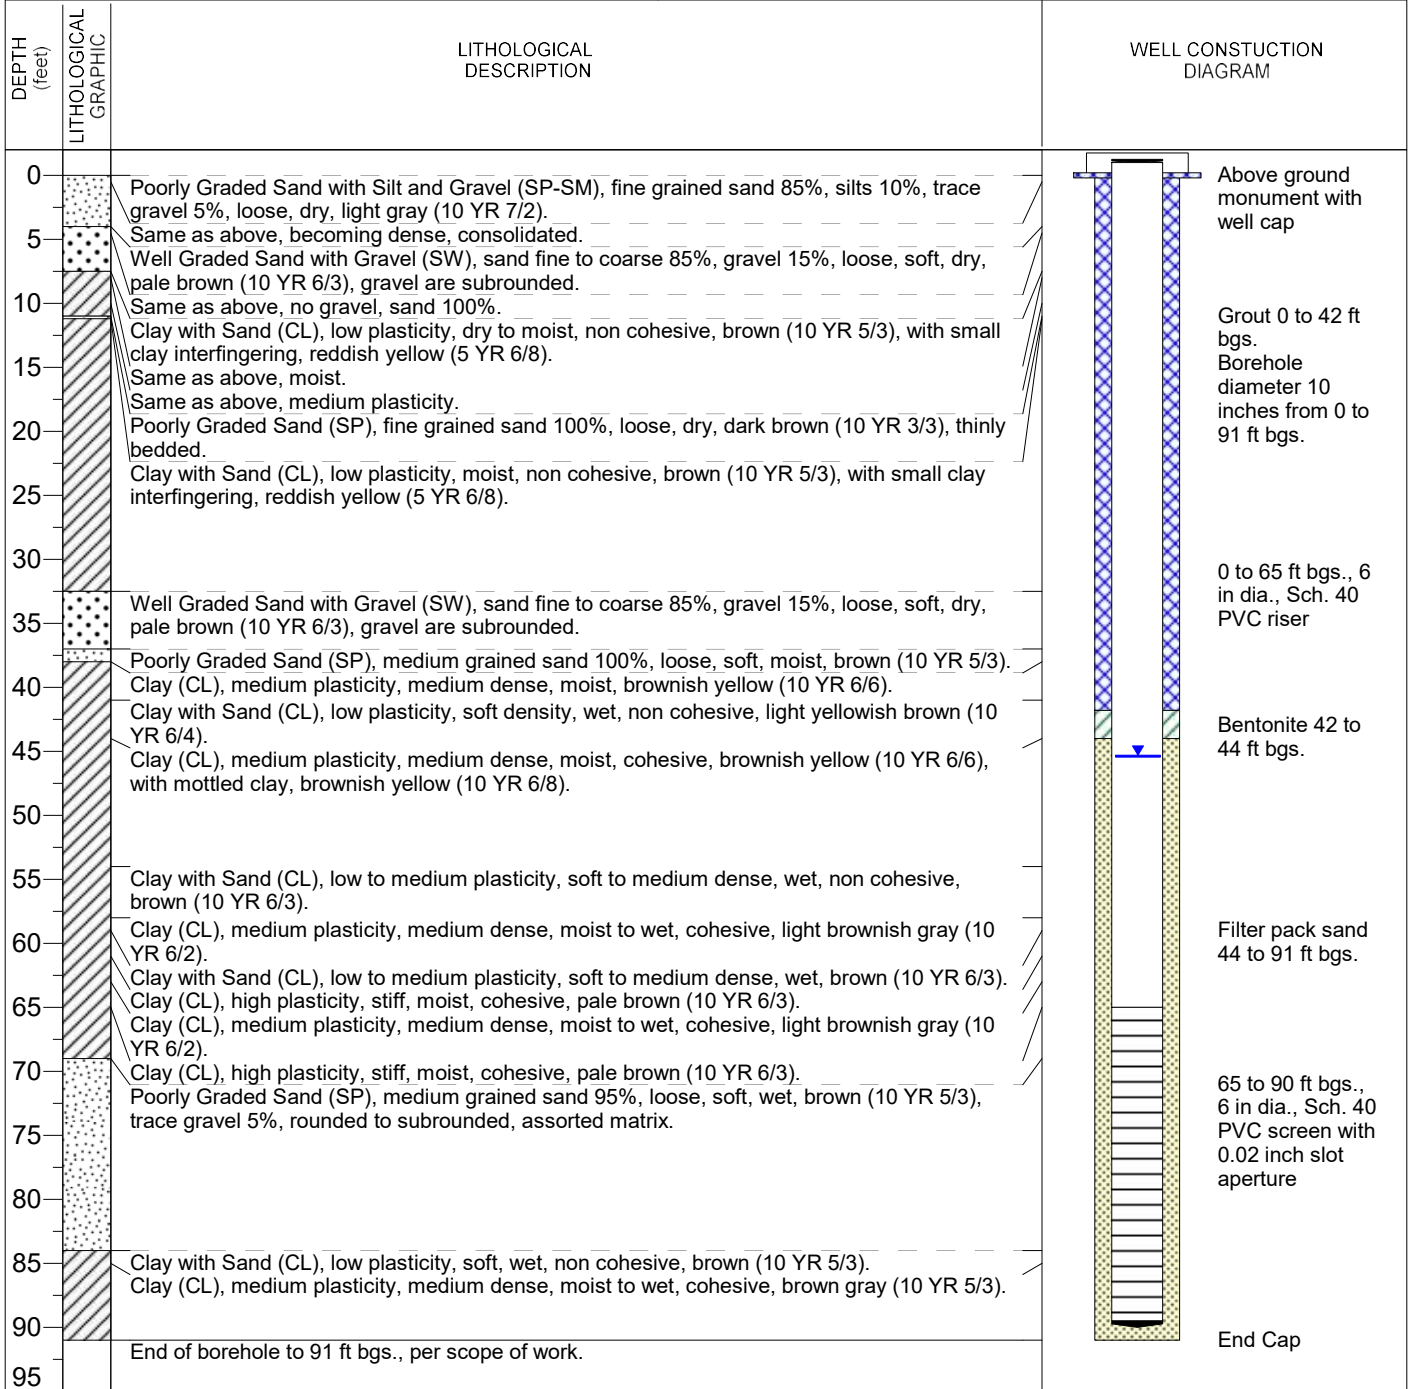 DEPTH
(feet)
LITHOLOGICAL
GRAPHIC
LITHOLOGICAL
DESCRIPTION
WELL CONSTUCTION
DIAGRAM
0
5
10
15
20
25
30
35
40
45
50
55
60
65
70
75
80
85
90
95
Poorly Graded Sand with Silt and Gravel (SP-SM), fine grained sand 85%, silts 10%, trace
gravel 5%, loose, dry, light gray (10 YR 7/2).
Same as above, becoming dense, consolidated.
Well Graded Sand with Gravel (SW), sand fine to coarse 85%, gravel 15%, loose, soft, dry,
pale brown (10 YR 6/3), gravel are subrounded.
Same as above, no gravel, sand 100%.
Clay with Sand (CL), low plasticity, dry to moist, non cohesive, brown (10 YR 5/3), with small
clay interfingering, reddish yellow (5 YR 6/8).
Same as above, moist.
Same as above, medium plasticity.
Poorly Graded Sand (SP), fine grained sand 100%, loose, dry, dark brown (10 YR 3/3), thinly
bedded.
Clay with Sand (CL), low plasticity, moist, non cohesive, brown (10 YR 5/3), with small clay
interfingering, reddish yellow (5 YR 6/8).
Well Graded Sand with Gravel (SW), sand fine to coarse 85%, gravel 15%, loose, soft, dry,
pale brown (10 YR 6/3), gravel are subrounded.
Poorly Graded Sand (SP), medium grained sand 100%, loose, soft, moist, brown (10 YR 5/3).
Clay (CL), medium plasticity, medium dense, moist, brownish yellow (10 YR 6/6).
Clay with Sand (CL), low plasticity, soft density, wet, non cohesive, light yellowish brown (10
YR 6/4).
Clay (CL), medium plasticity, medium dense, moist, cohesive, brownish yellow (10 YR 6/6),
with mottled clay, brownish yellow (10 YR 6/8).
Clay with Sand (CL), low to medium plasticity, soft to medium dense, wet, non cohesive,
brown (10 YR 6/3).
Clay (CL), medium plasticity, medium dense, moist to wet, cohesive, light brownish gray (10
YR 6/2).
Clay with Sand (CL), low to medium plasticity, soft to medium dense, wet, brown (10 YR 6/3).
Clay (CL), high plasticity, stiff, moist, cohesive, pale brown (10 YR 6/3).
Clay (CL), medium plasticity, medium dense, moist to wet, cohesive, light brownish gray (10
YR 6/2).
Clay (CL), high plasticity, stiff, moist, cohesive, pale brown (10 YR 6/3).
Poorly Graded Sand (SP), medium grained sand 95%, loose, soft, wet, brown (10 YR 5/3),
trace gravel 5%, rounded to subrounded, assorted matrix.
Clay with Sand (CL), low plasticity, soft, wet, non cohesive, brown (10 YR 5/3).
Clay (CL), medium plasticity, medium dense, moist to wet, cohesive, brown gray (10 YR 5/3).
End of borehole to 91 ft bgs., per scope of work.
Above ground
monument with
well cap
Grout 0 to 42 ft
bgs.
Borehole
diameter 10
inches from 0 to
91 ft bgs.
0 to 65 ft bgs., 6
in dia., Sch. 40
PVC riser
Bentonite 42 to
44 ft bgs.
Filter pack sand
44 to 91 ft bgs.
65 to 90 ft bgs.,
6 in dia., Sch. 40
PVC screen with
0.02 inch slot
aperture
End Cap